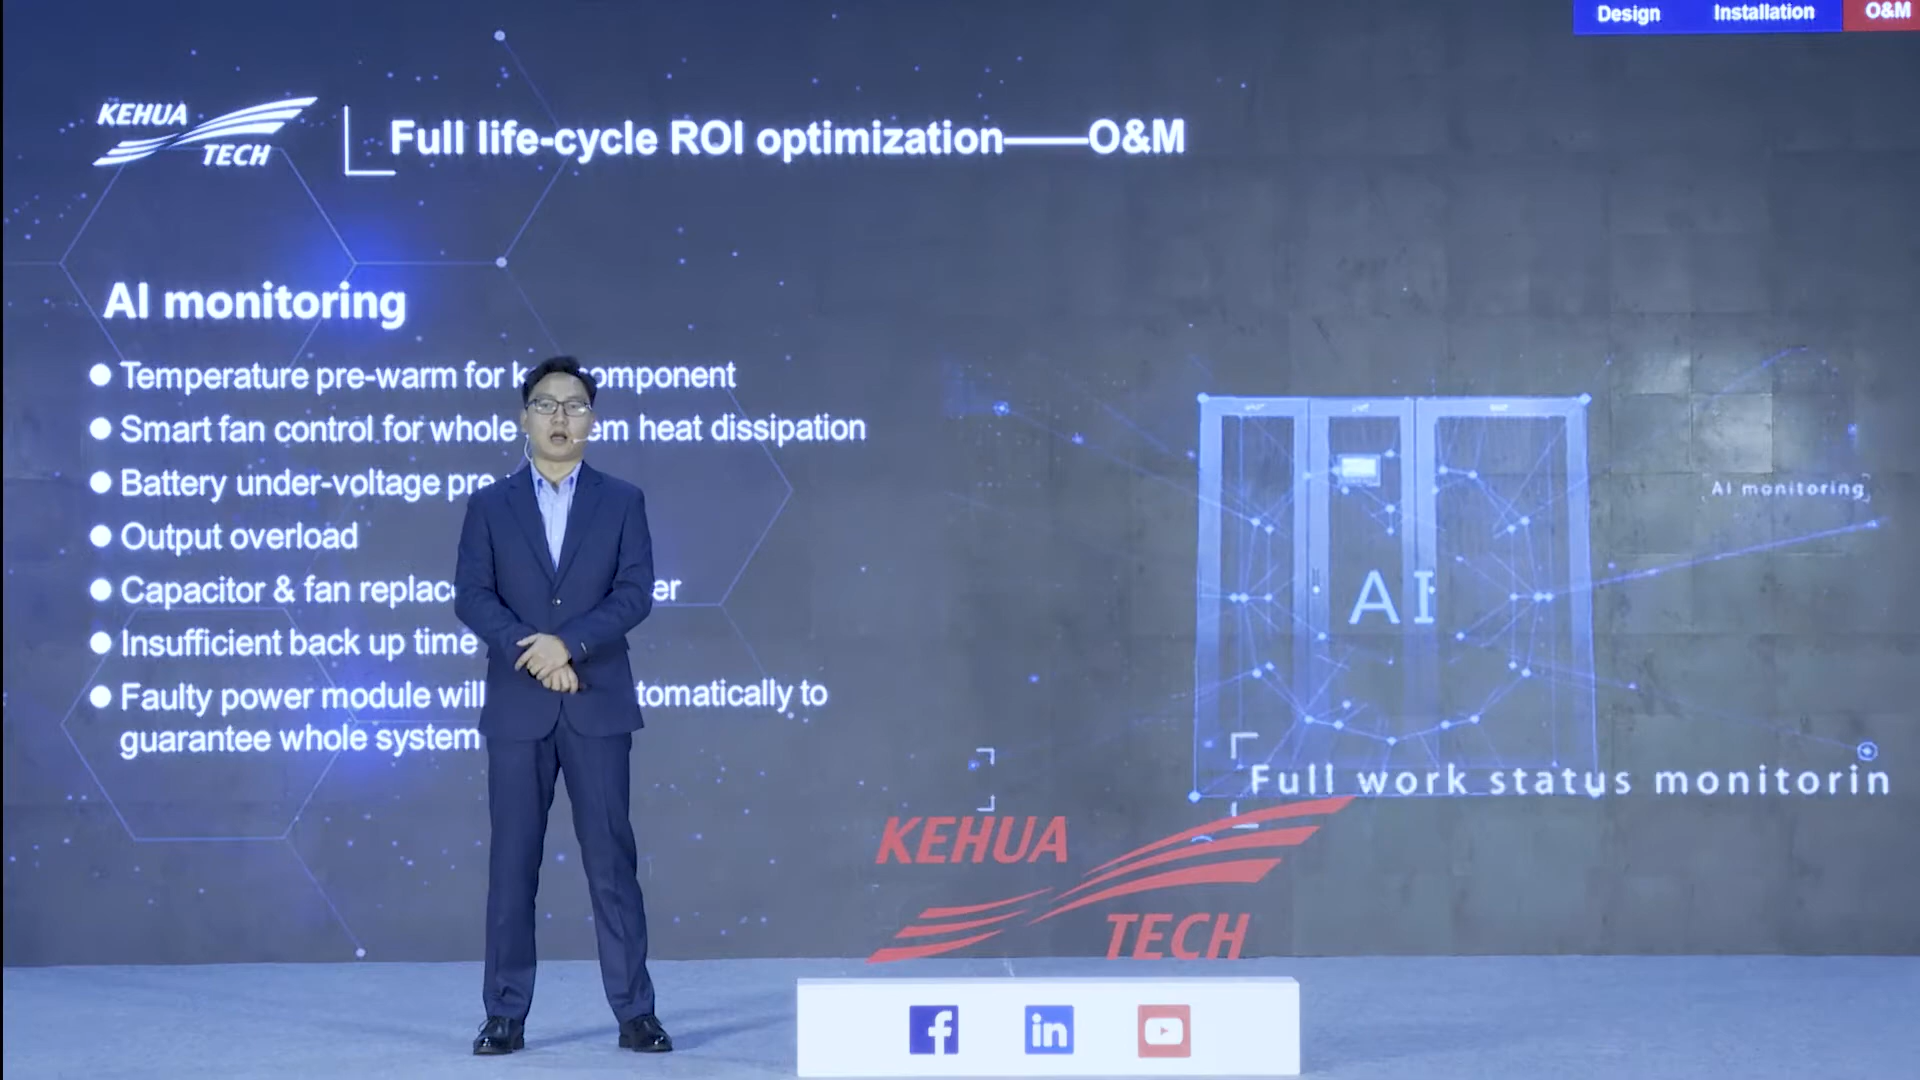 Design Installation O&M
KEHUA
TECH
Full life-cycle ROI optimization——O&M
AI monitoring
Temperature pre-warm for component
Smart fan control for whole em heat dissipation
Battery under-voltage pre
Output overload
Capacitor & fan replac er
Insufficient back up time
Faulty power module will tomatically to
guarantee whole system
AI monitoring
AI
Full work status monitorin
KEHUA
TECH
f in